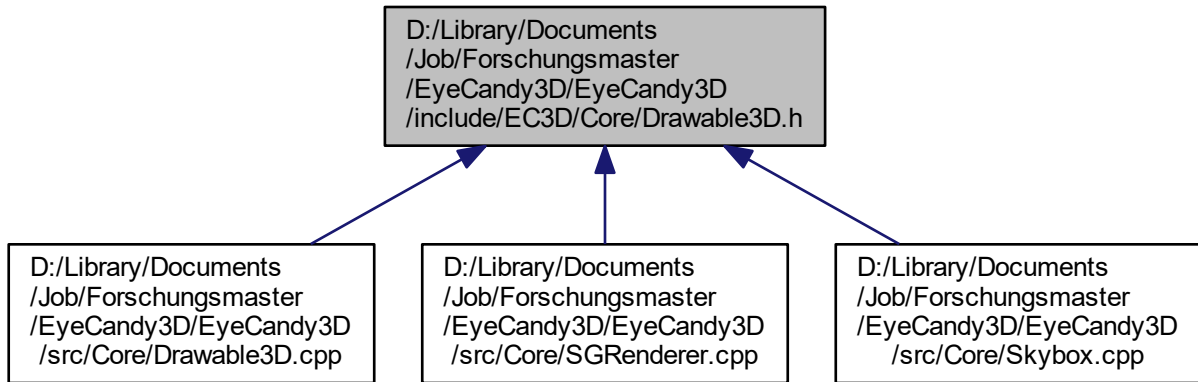 D:/Library/Documents
/Job/Forschungsmaster
/EyeCandy3D/EyeCandy3D
/include/EC3D/Core/Drawable3D.h
D:/Library/Documents
/Job/Forschungsmaster
/EyeCandy3D/EyeCandy3D
/src/Core/Drawable3D.cpp
D:/Library/Documents
/Job/Forschungsmaster
/EyeCandy3D/EyeCandy3D
/src/Core/SGRenderer.cpp
D:/Library/Documents
/Job/Forschungsmaster
/EyeCandy3D/EyeCandy3D
/src/Core/Skybox.cpp